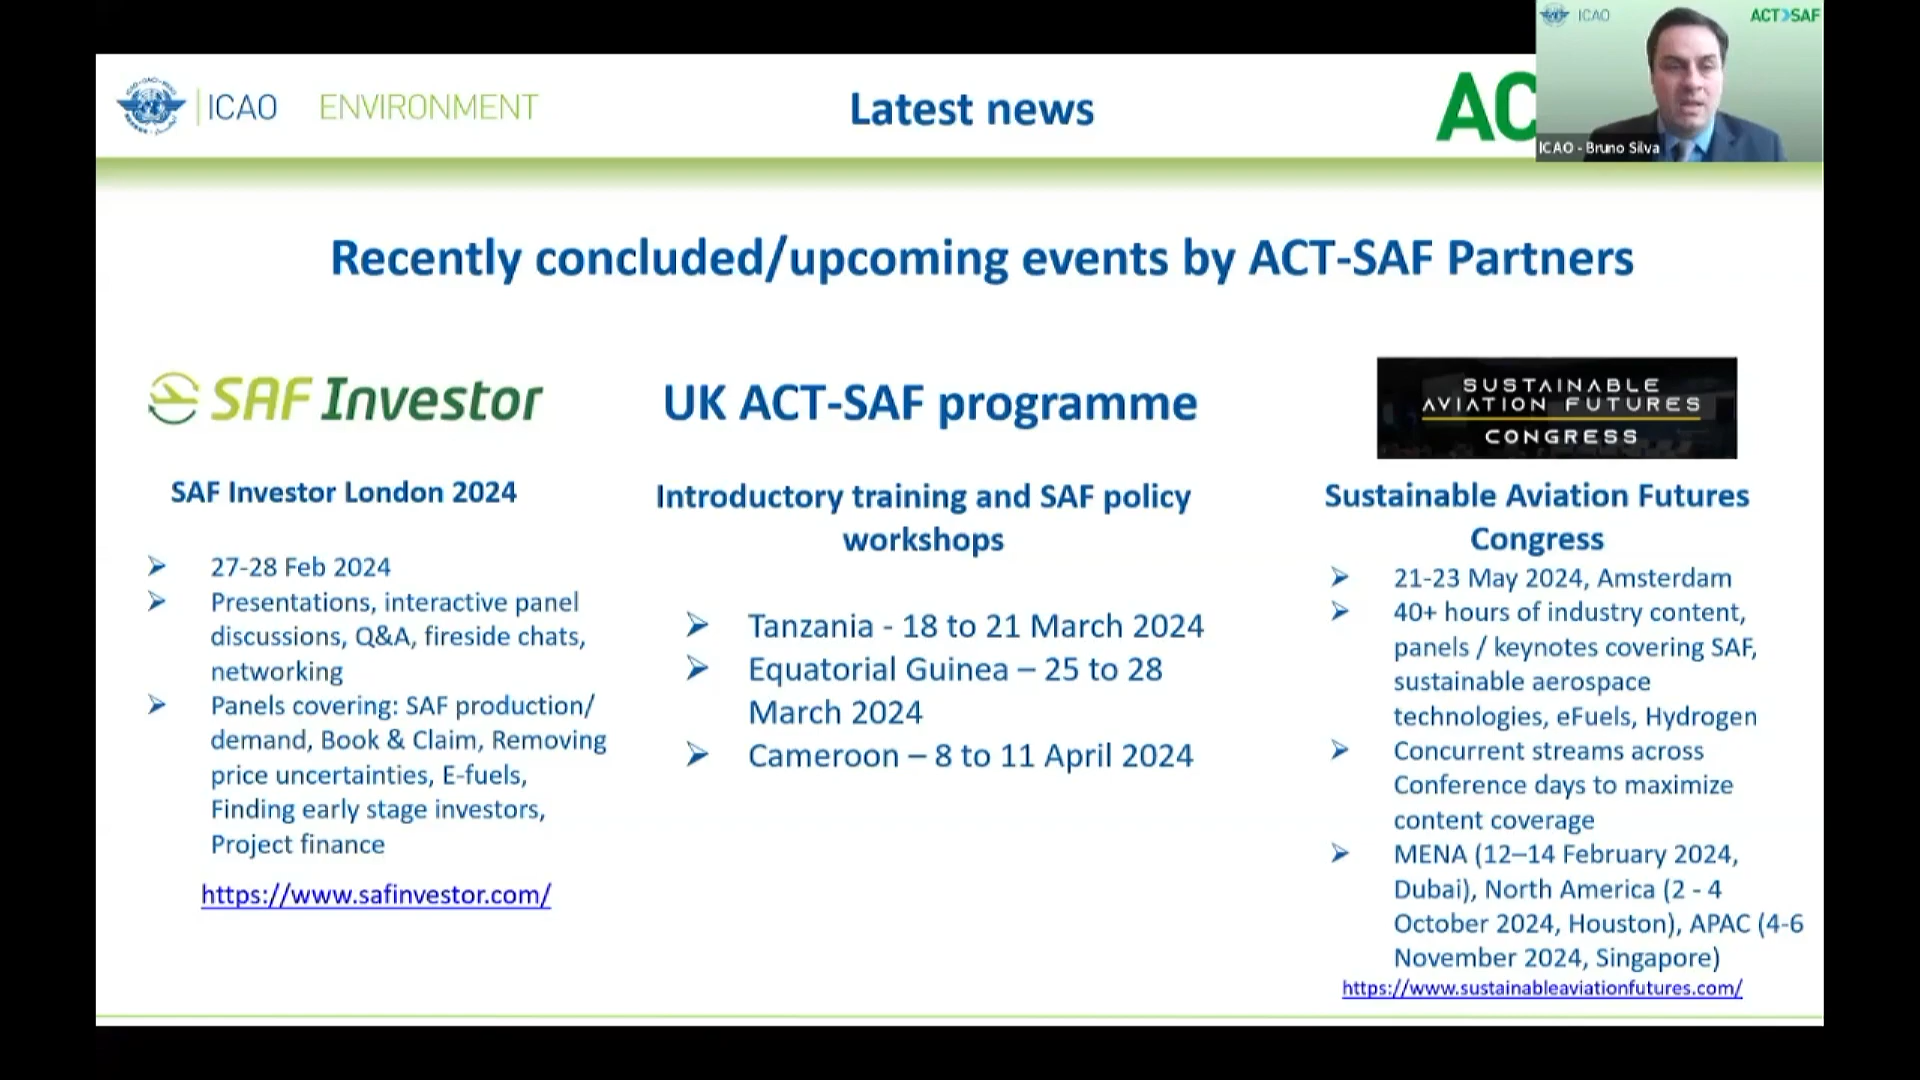 ICAO
ACT>SAF
ICAO - Bruno Silva
ICAO ENVIRONMENT
Latest news
AC
Recently concluded/upcoming events by ACT-SAF Partners
SAF Investor
SAF Investor London 2024
➢ 27-28 Feb 2024
➢ Presentations, interactive panel
discussions, Q&A, fireside chats,
networking
➢ Panels covering: SAF production/
demand, Book & Claim, Removing
price uncertainties, E-fuels,
Finding early stage investors,
Project finance
https://www.safinvestor.com/
UK ACT-SAF programme
Introductory training and SAF policy
workshops
➢ Tanzania - 18 to 21 March 2024
➢ Equatorial Guinea – 25 to 28
March 2024
➢ Cameroon – 8 to 11 April 2024
SUSTAINABLE
AVIATION FUTURES
CONGRESS
Sustainable Aviation Futures
Congress
➢ 21-23 May 2024, Amsterdam
➢ 40+ hours of industry content,
panels / keynotes covering SAF,
sustainable aerospace
technologies, eFuels, Hydrogen
➢ Concurrent streams across
Conference days to maximize
content coverage
➢ MENA (12–14 February 2024,
Dubai), North America (2 - 4
October 2024, Houston), APAC (4-6
November 2024, Singapore)
https://www.sustainableaviationfutures.com/